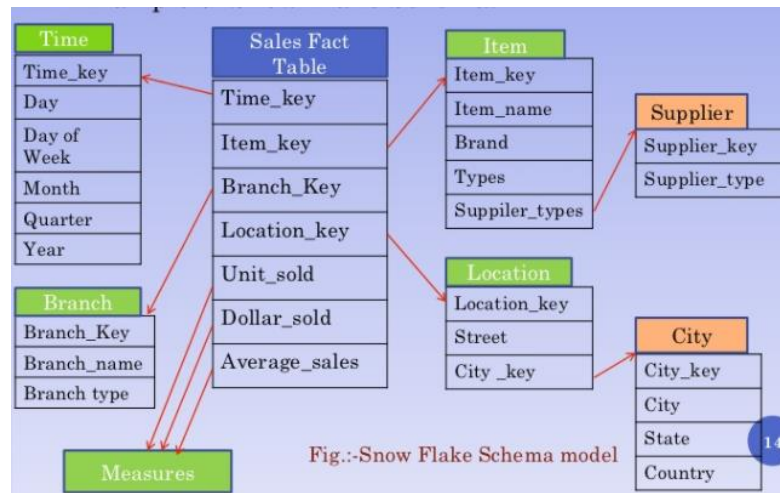 Time
Time_key
Day
Day of
Week
Month
Quarter
Year
Sales Fact
Table
Time_key
Item_key
Branch_Key
Location_key
Unit_sold
Dollar_sold
Average_sales
Item
Item_key
Item_name
Brand
Types
Suppiler_types
Supplier
Supplier_key
Supplier_type
Branch
Branch_Key
Branch_name
Branch type
Location
Location_key
Street
City _key
City
City_key
City
State
Country
Measures
Fig.:-Snow Flake Schema model
14